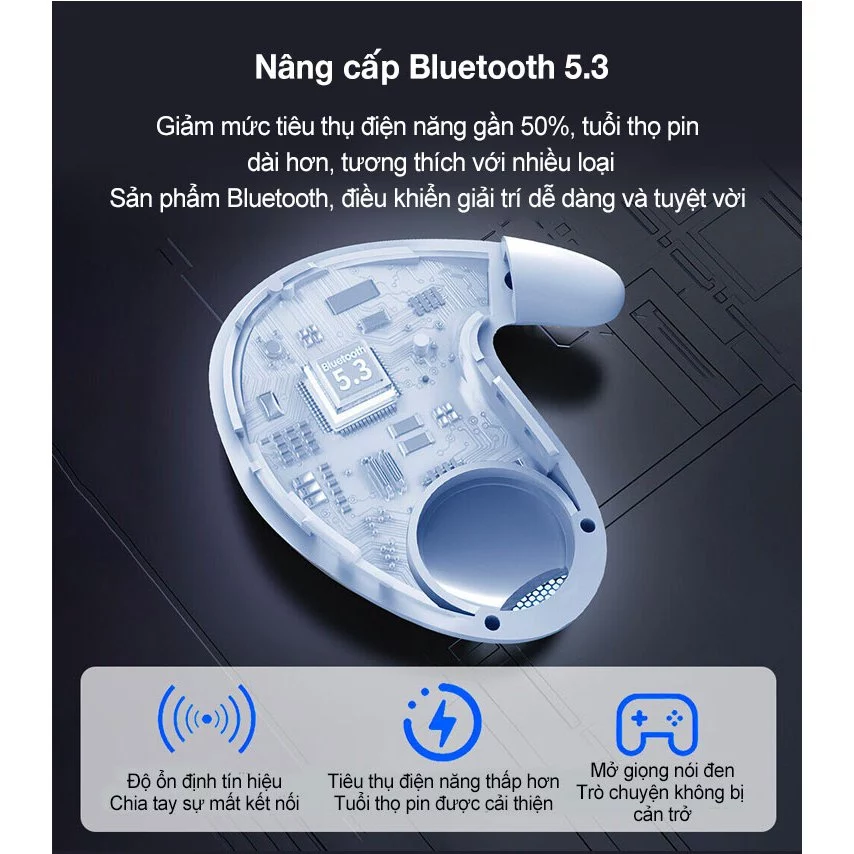 Nâng cấp Bluetooth 5.3
Giảm mức tiêu thụ điện năng gần 50%, tuổi thọ pin
dài hơn, tương thích với nhiều loại
Sản phẩm Bluetooth, điều khiển giải trí dễ dàng và tuyệt vời
Bluetooth
5.3
Độ ổn định tín hiệu
Chia tay sự mất kết nối
Tiêu thụ điện năng thấp hơn
Tuổi thọ pin được cải thiện
Mở giọng nói đen
Trò chuyện không bị
cản trở